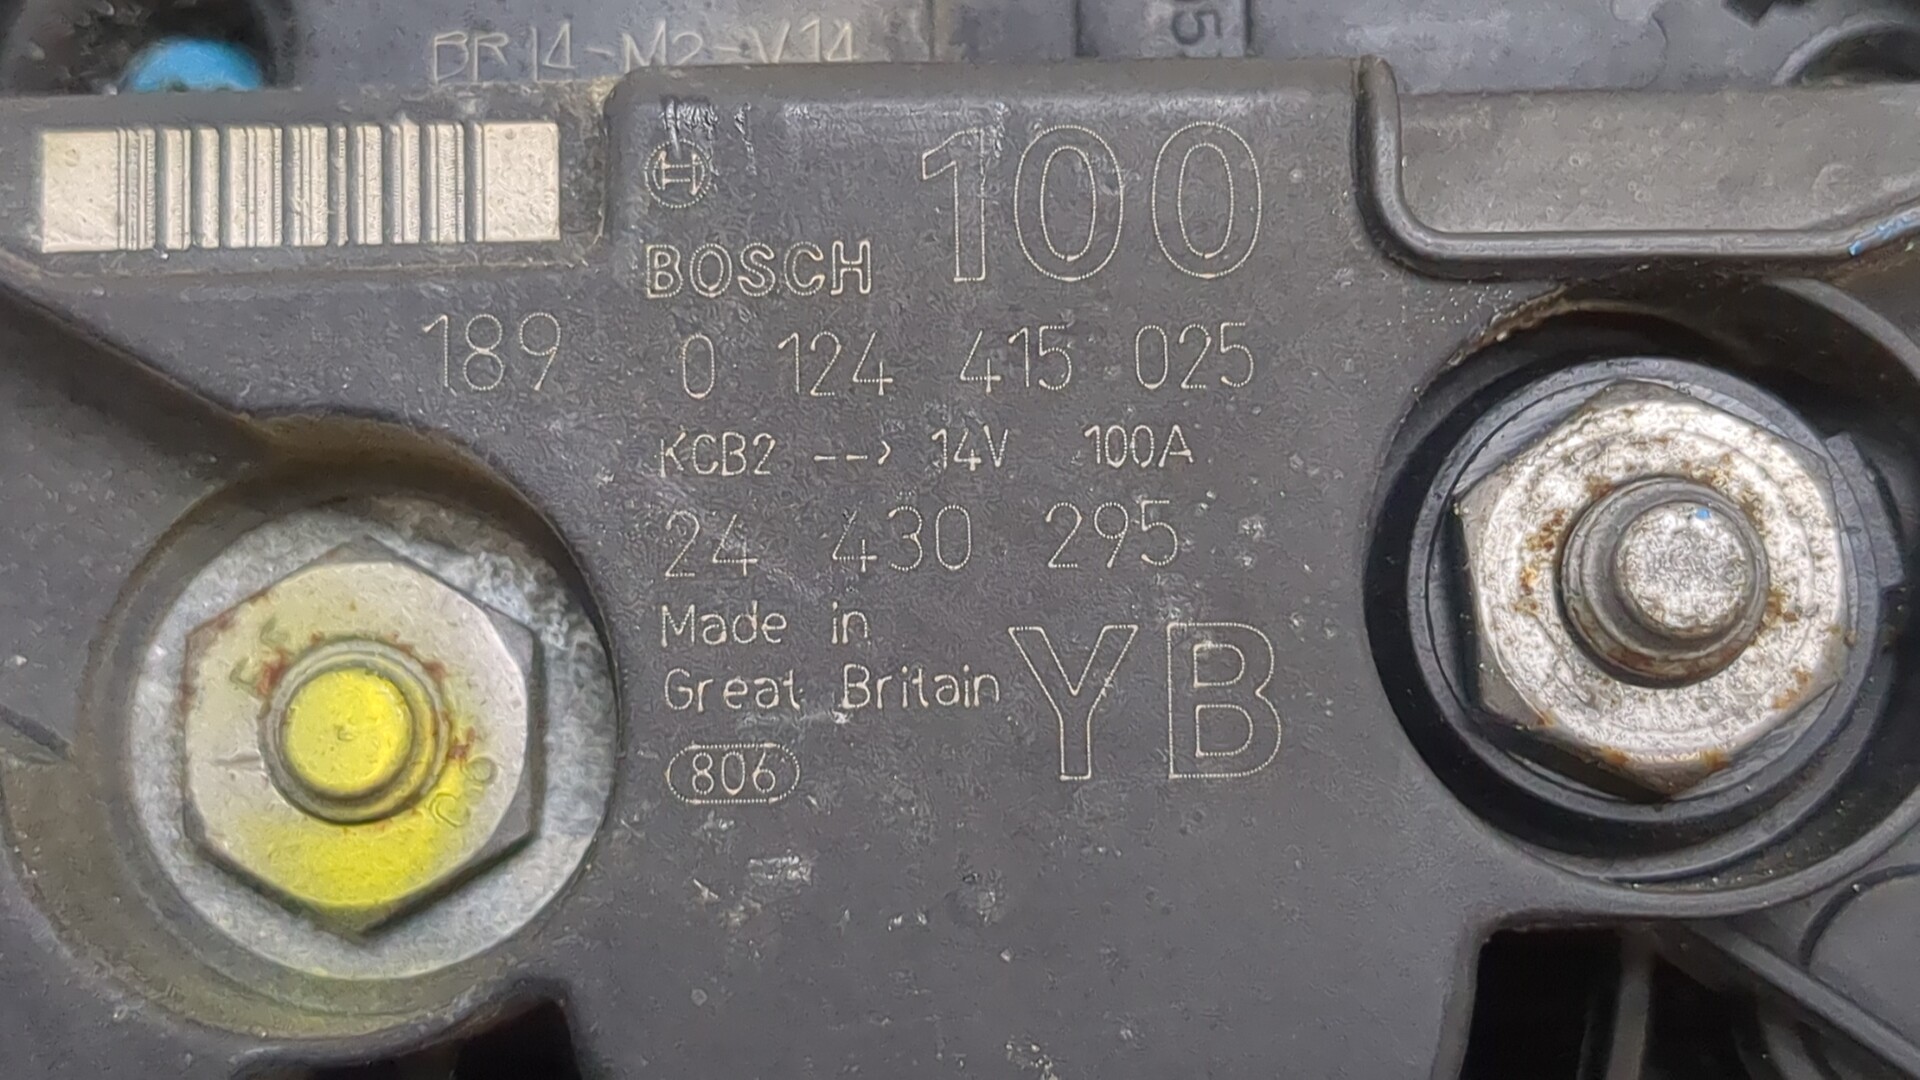 BR14-M2-V14
05
100
BOSCH
189 0 124 415 025
KCB2 --> 14V 100A
24 430 295
Made in
Great Britain
YB
806